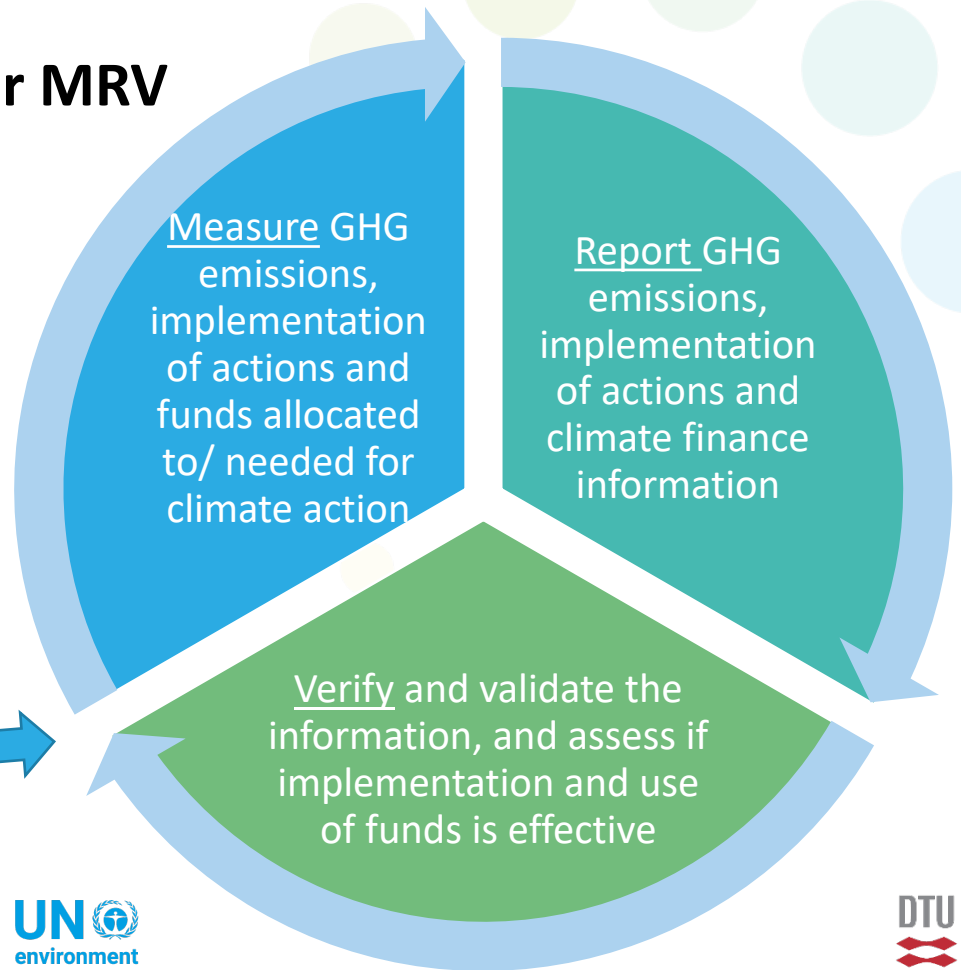 r MRV
Measure GHG
emissions,
implementation
of actions and
funds allocated
to/ needed for
climate action
Report GHG
emissions,
implementation
of actions and
climate finance
information
Verify and validate the
information, and assess if
implementation and use
of funds is effective
UN
environment
DTU